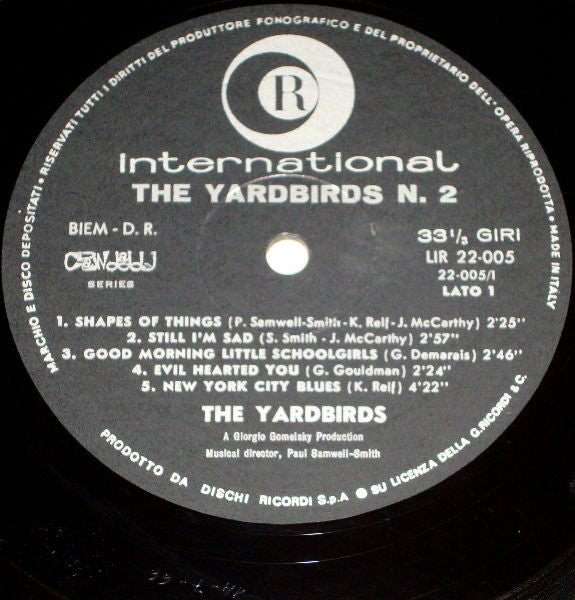 MARCHIO E DISCO DEPOSITATI • RISERVATI TUTTI I DIRITTI DEL PRODUTTORE FONOGRAFICO E DEL PROPRIETARIO DELL'OPERA RIPRODOTTA • MADE IN ITALY
R
international
THE YARDBIRDS N. 2
BIEM - D. R.
33 1/3 GIRI
LIR 22-005
22-005/I
SERIES
LATO 1
1. SHAPES OF THINGS (P. Samwell-Smith-K. Relf-J. McCarthy) 2'25"
2. STILL I'M SAD (S. Smith - J. McCarthy) 2'57"
3. GOOD MORNING LITTLE SCHOOLGIRLS (G. Demarais) 2'46"
4. EVIL HEARTED YOU (G. Gouldman) 2'24"
5. NEW YORK CITY BLUES (K. Relf) 4'22"
THE YARDBIRDS
A Giorgio Gomelsky Production
Musical director, Paul Samwell-Smith
PRODOTTO DA DISCHI RICORDI S.p.A ● SU LICENZA DELLA G. RICORDI & C.